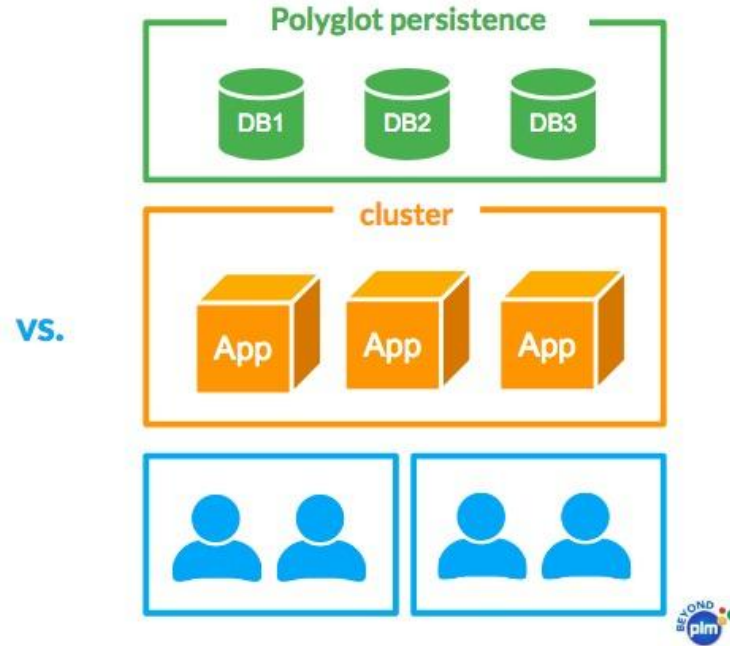 Polyglot persistence
DB1 DB2 DB3
cluster
vs.
App App App
BEYOND
plm